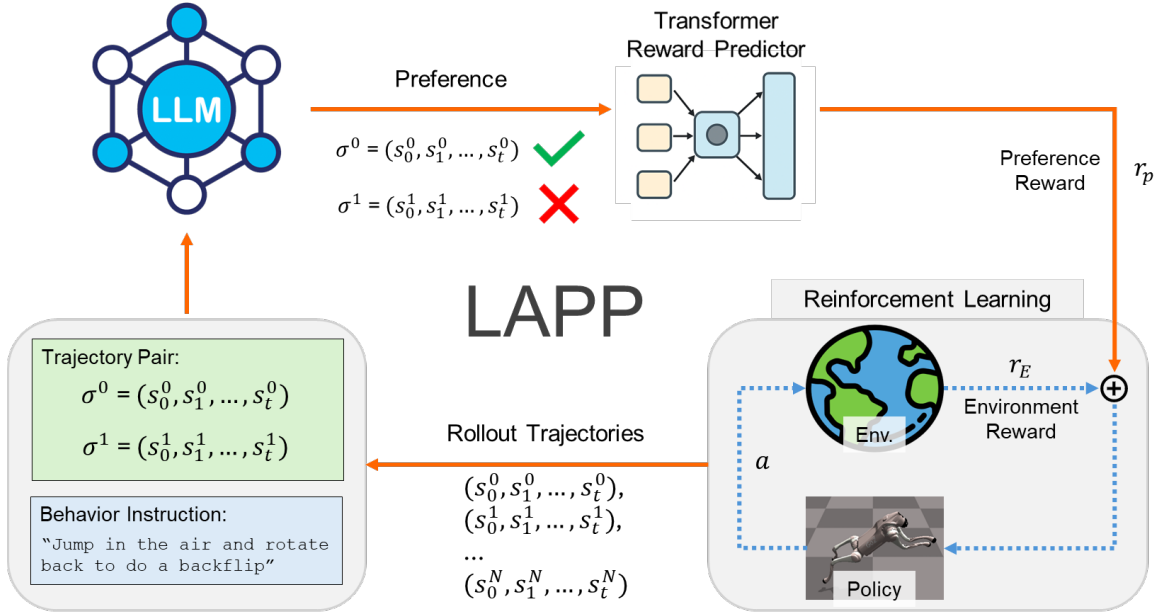 LLM
Preference
σ⁰ = (s₀⁰, s₁⁰, …, sₜ⁰)
σ¹ = (s₀¹, s₁¹, …, sₜ¹)
Transformer
Reward Predictor
Preference
Reward
rₚ
LAPP
Trajectory Pair:
σ⁰ = (s₀⁰, s₁⁰, …, sₜ⁰)
σ¹ = (s₀¹, s₁¹, …, sₜ¹)
Behavior Instruction:
“Jump in the air and rotate
back to do a backflip”
Rollout Trajectories
(s₀⁰, s₁⁰, …, sₜ⁰),
(s₀¹, s₁¹, …, sₜ¹),
…
(s₀ᴺ, s₁ᴺ, …, sₜᴺ)
Reinforcement Learning
Env.
r_E
+
Environment
Reward
a
Policy